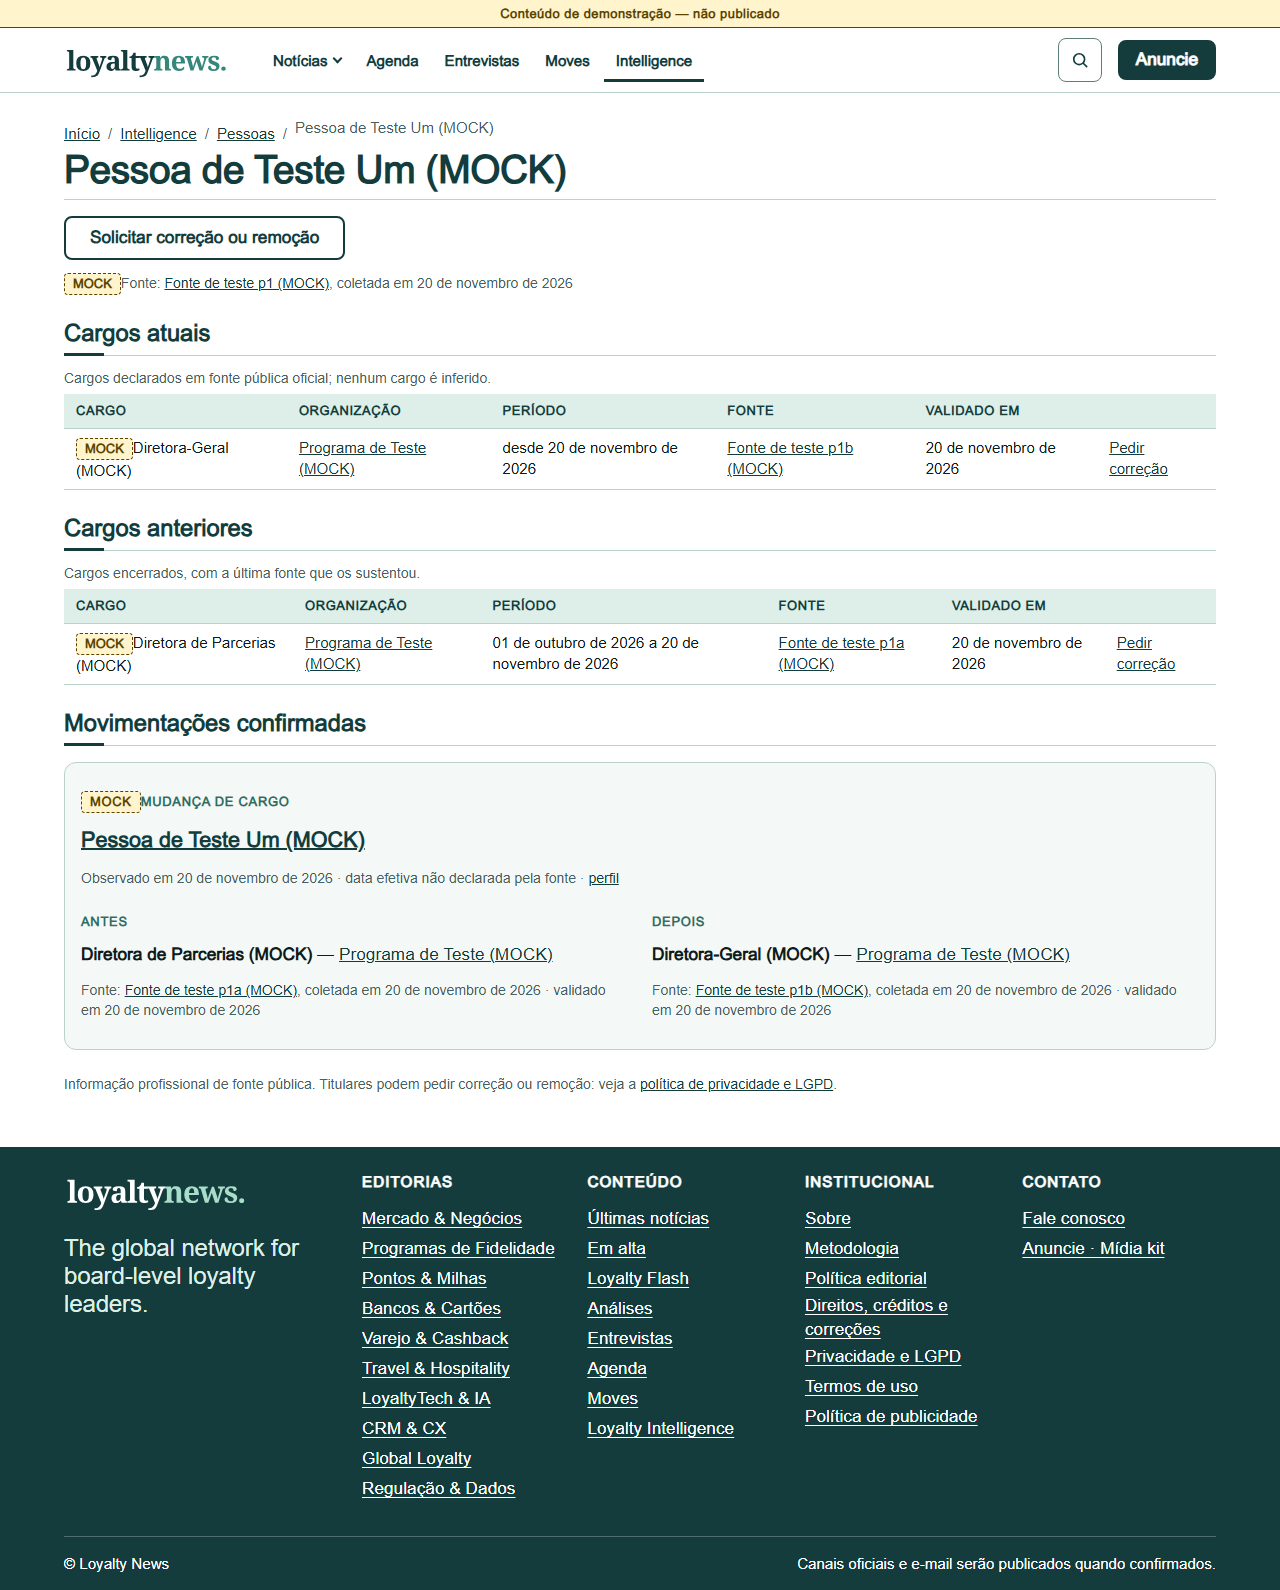 Conteúdo de demonstração — não publicado
loyaltynews.
Notícias
Agenda
Entrevistas
Moves
Intelligence
Anuncie
Início / Intelligence / Pessoas / Pessoa de Teste Um (MOCK)
Pessoa de Teste Um (MOCK)
Solicitar correção ou remoção
MOCK Fonte: Fonte de teste p1 (MOCK), coletada em 20 de novembro de 2026
Cargos atuais
Cargos declarados em fonte pública oficial; nenhum cargo é inferido.
CARGO ORGANIZAÇÃO PERÍODO FONTE VALIDADO EM
MOCK Diretora-Geral (MOCK)
Programa de Teste (MOCK)
desde 20 de novembro de 2026
Fonte de teste p1b (MOCK)
20 de novembro de 2026
Pedir correção
Cargos anteriores
Cargos encerrados, com a última fonte que os sustentou.
CARGO ORGANIZAÇÃO PERÍODO FONTE VALIDADO EM
MOCK Diretora de Parcerias (MOCK)
Programa de Teste (MOCK)
01 de outubro de 2026 a 20 de novembro de 2026
Fonte de teste p1a (MOCK)
20 de novembro de 2026
Pedir correção
Movimentações confirmadas
MOCK MUDANÇA DE CARGO
Pessoa de Teste Um (MOCK)
Observado em 20 de novembro de 2026 · data efetiva não declarada pela fonte · perfil
ANTES
Diretora de Parcerias (MOCK) — Programa de Teste (MOCK)
Fonte: Fonte de teste p1a (MOCK), coletada em 20 de novembro de 2026 · validado
em 20 de novembro de 2026
DEPOIS
Diretora-Geral (MOCK) — Programa de Teste (MOCK)
Fonte: Fonte de teste p1b (MOCK), coletada em 20 de novembro de 2026 · validado
em 20 de novembro de 2026
Informação profissional de fonte pública. Titulares podem pedir correção ou remoção: veja a política de privacidade e LGPD.
loyaltynews.
The global network for
board-level loyalty
leaders.
EDITORIAS
Mercado & Negócios
Programas de Fidelidade
Pontos & Milhas
Bancos & Cartões
Varejo & Cashback
Travel & Hospitality
LoyaltyTech & IA
CRM & CX
Global Loyalty
Regulação & Dados
CONTEÚDO
Últimas notícias
Em alta
Loyalty Flash
Análises
Entrevistas
Agenda
Moves
Loyalty Intelligence
INSTITUCIONAL
Sobre
Metodologia
Política editorial
Direitos, créditos e
correções
Privacidade e LGPD
Termos de uso
Política de publicidade
CONTATO
Fale conosco
Anuncie · Mídia kit
© Loyalty News
Canais oficiais e e-mail serão publicados quando confirmados.